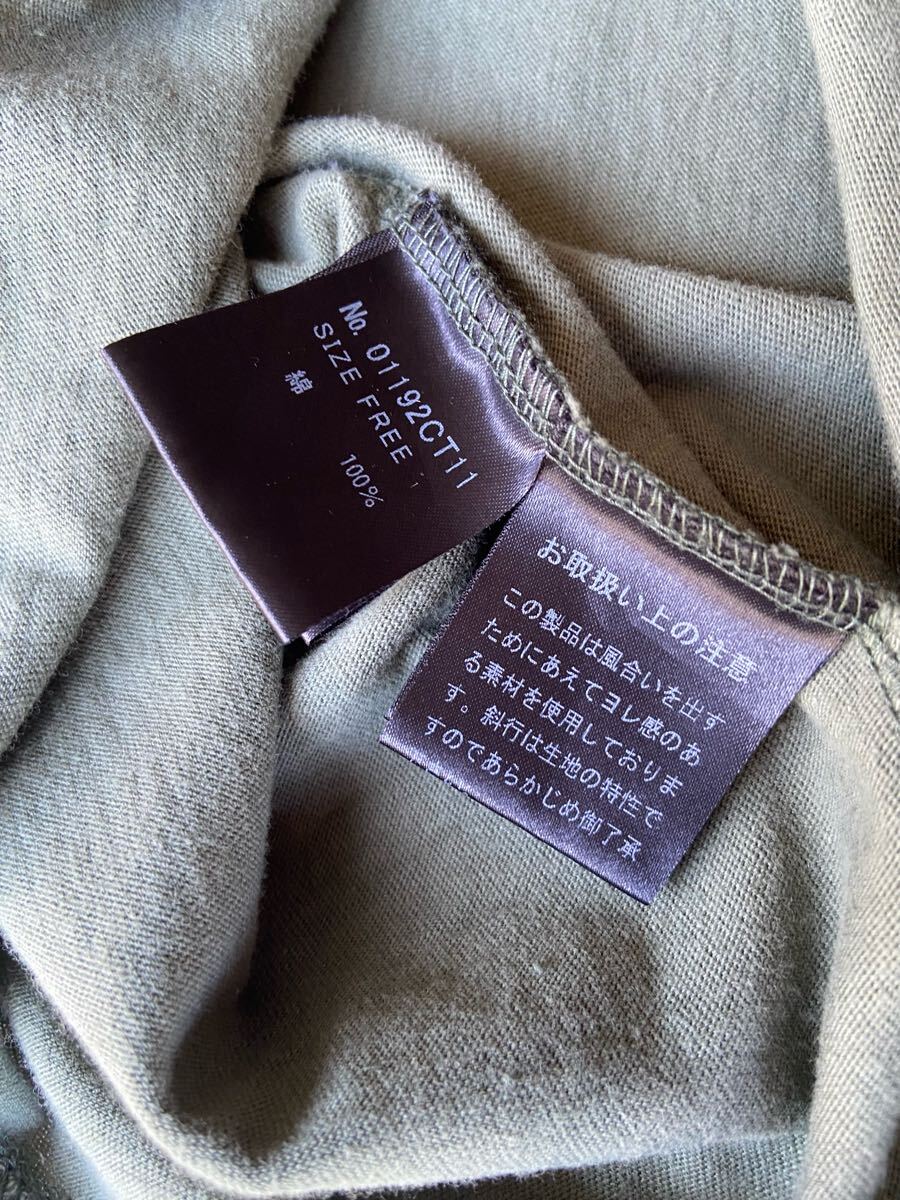 No. 01192CT11
SIZE FREE
綿 100%
お取扱い上の注意
この製品は風合いを出す
ためにあえてヨレ感のあ
る素材を使用しておりま
す。斜行は生地の特性で
すのであらかじめ御了承